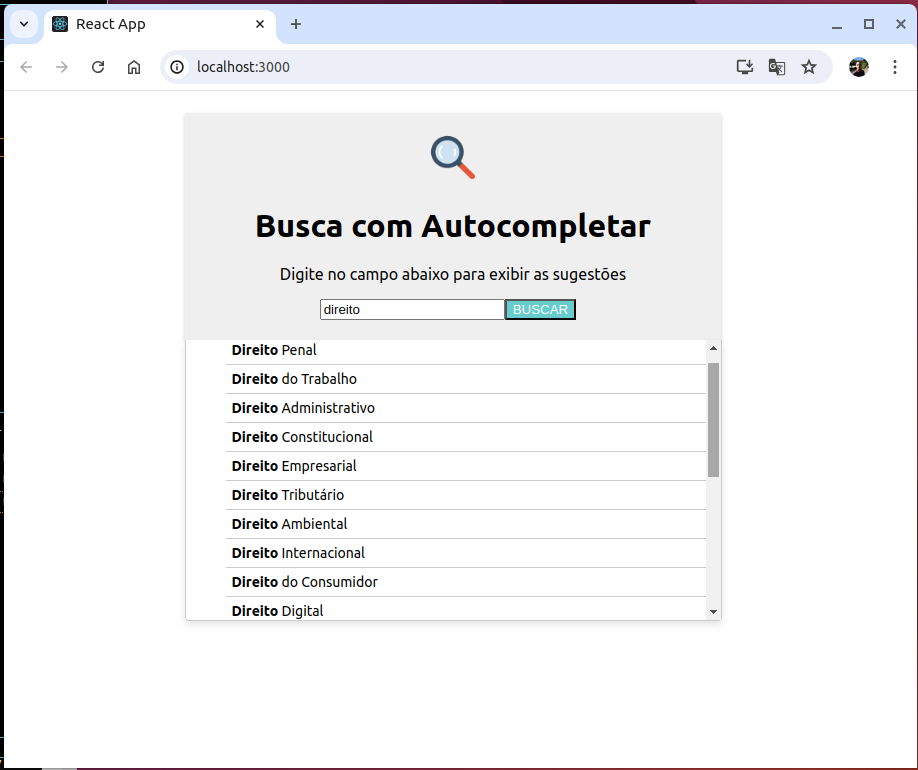 React App
localhost:3000
Busca com Autocompletar
Digite no campo abaixo para exibir as sugestões
direito BUSCAR
Direito Penal
Direito do Trabalho
Direito Administrativo
Direito Constitucional
Direito Empresarial
Direito Tributário
Direito Ambiental
Direito Internacional
Direito do Consumidor
Direito Digital